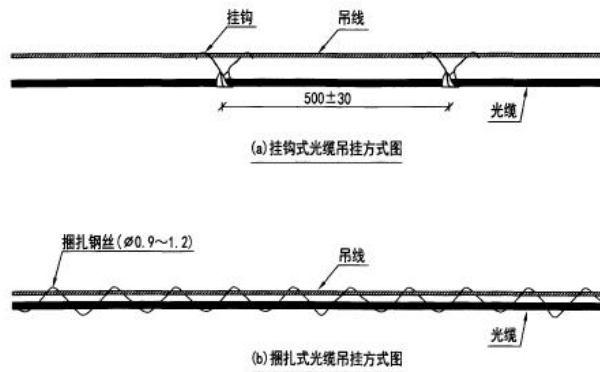 挂钩
吊线
500±30
光缆
(a)挂钩式光缆吊挂方式图
捆扎钢丝(Ø0.9～1.2)
吊线
光缆
(b)捆扎式光缆吊挂方式图